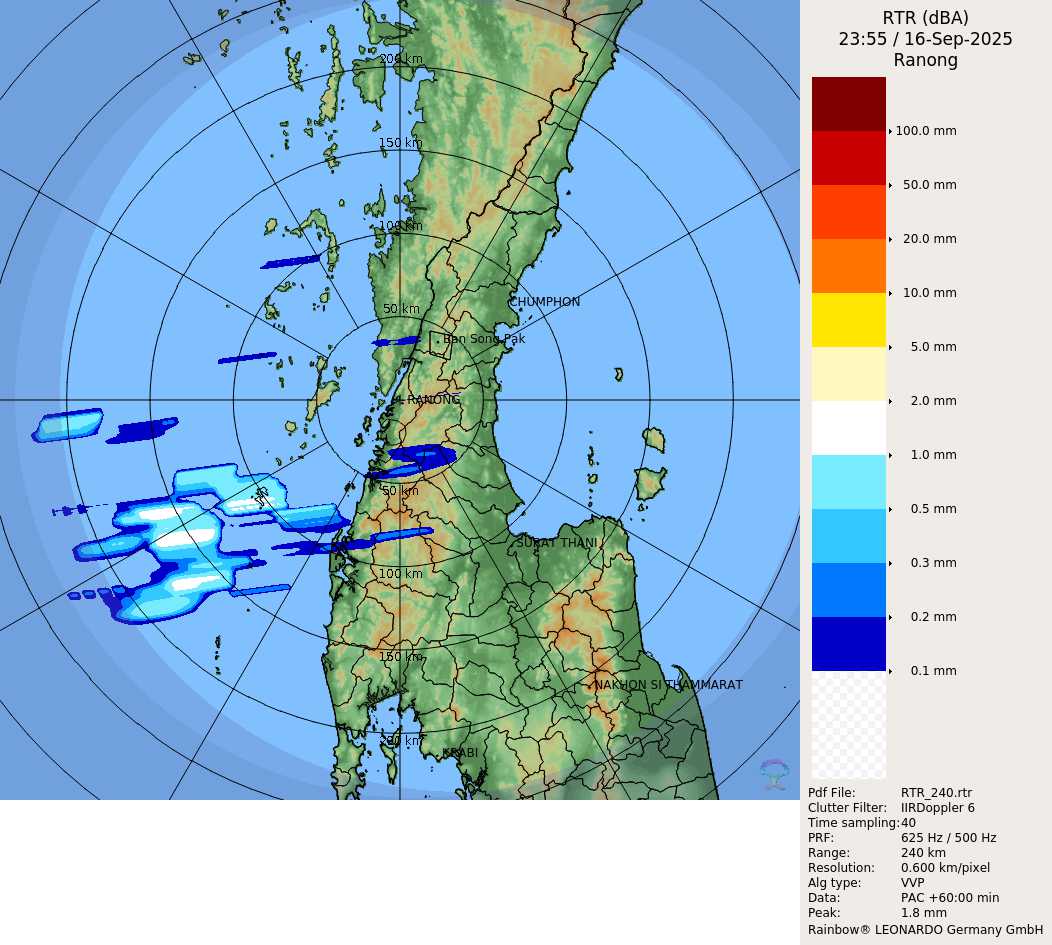 RTR (dBA)
23:55 / 16-Sep-2025
Ranong
200 km
150 km
100 km
50 km
CHUMPHON
Ban Song Pak
RANONG
50 km
SURAT THANI
100 km
150 km
NAKHON SI THAMMARAT
200 km
KRABI
100.0 mm
50.0 mm
20.0 mm
10.0 mm
5.0 mm
2.0 mm
1.0 mm
0.5 mm
0.3 mm
0.2 mm
0.1 mm
Pdf File: RTR_240.rtr
Clutter Filter: IIRDoppler 6
Time sampling:40
PRF: 625 Hz / 500 Hz
Range: 240 km
Resolution: 0.600 km/pixel
Alg type: VVP
Data: PAC +60:00 min
Peak: 1.8 mm
Rainbow® LEONARDO Germany GmbH